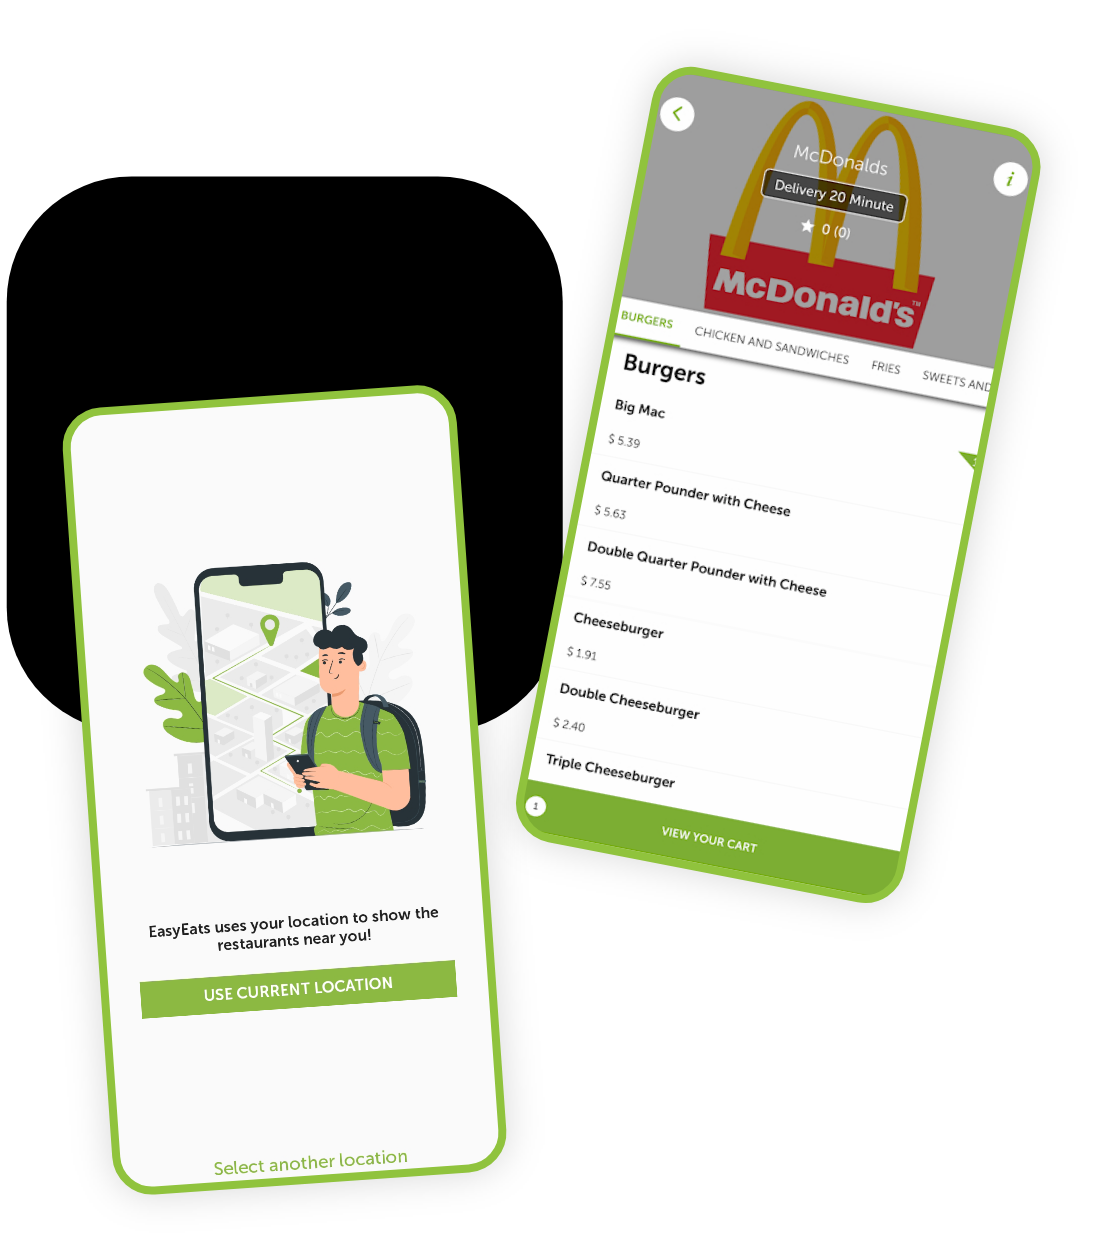 McDonalds
Delivery 20 Minute
0 (0)
McDonald's™
BURGERS CHICKEN AND SANDWICHES FRIES SWEETS AND
Burgers
Big Mac
$ 5.39
Quarter Pounder with Cheese
$ 5.63
Double Quarter Pounder with Cheese
$ 7.55
Cheeseburger
$ 1.91
Double Cheeseburger
$ 2.40
Triple Cheeseburger
1
VIEW YOUR CART
EasyEats uses your location to show the
restaurants near you!
USE CURRENT LOCATION
Select another location